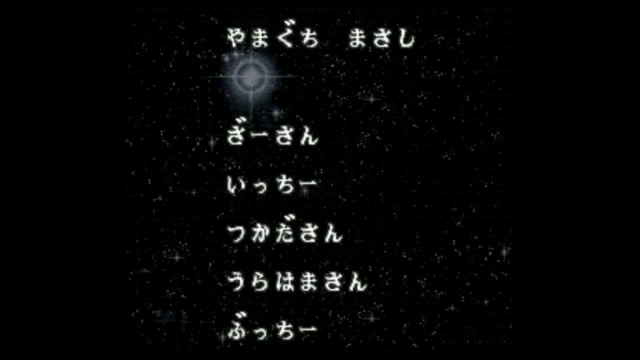 やまぐち　まさし
ざーさん
いっちー
つかださん
うらはまさん
ぶっちー